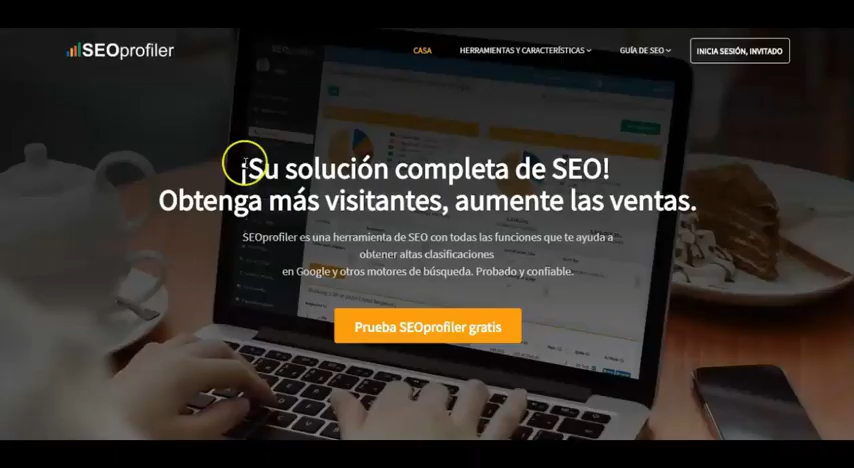 SEOprofiler
CASA
HERRAMIENTAS Y CARACTERÍSTICAS
GUÍA DE SEO
INICIA SESIÓN, INVITADO
¡Su solución completa de SEO!
Obtenga más visitantes, aumente las ventas.
SEOprofiler es una herramienta de SEO con todas las funciones que te ayuda a
obtener altas clasificaciones
en Google y otros motores de búsqueda. Probado y confiable.
Prueba SEOprofiler gratis